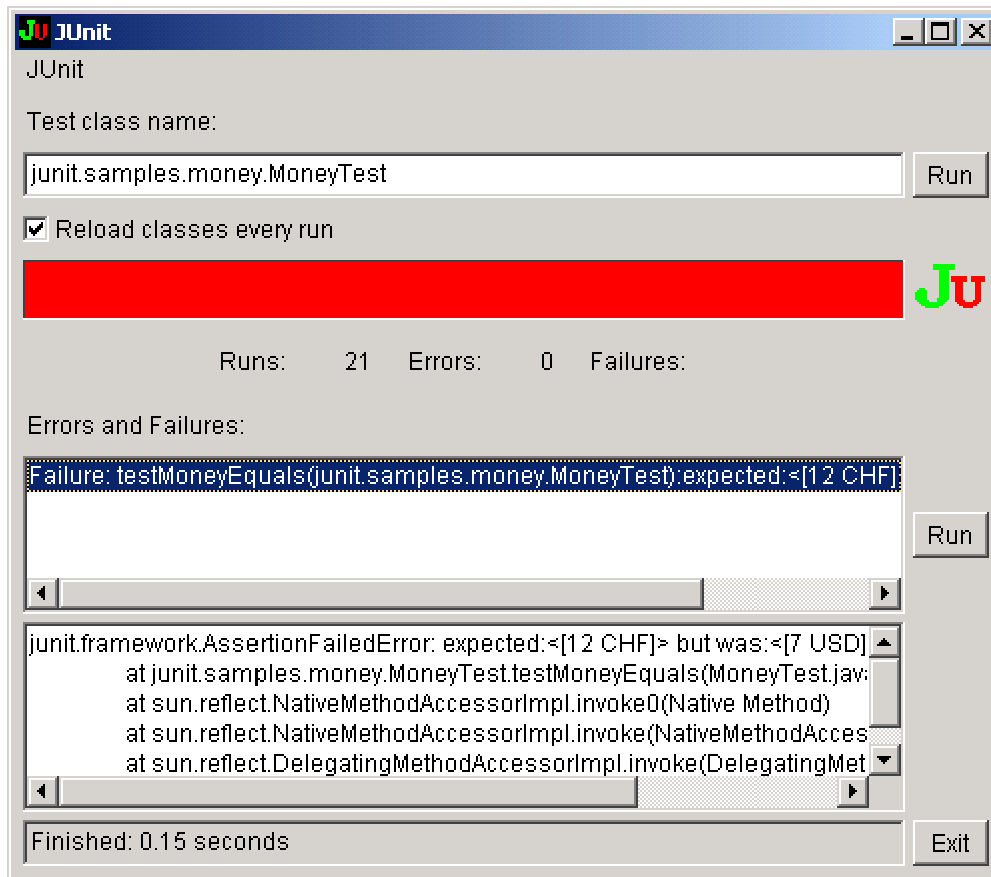 JU JUnit
JUnit
Test class name:
junit.samples.money.MoneyTest Run
Reload classes every run
JU
Runs: 21 Errors: 0 Failures:
Errors and Failures:
Failure: testMoneyEquals(junit.samples.money.MoneyTest):expected:<[12 CHF]
Run
junit.framework.AssertionFailedError: expected:<[12 CHF]> but was:<[7 USD]
at junit.samples.money.MoneyTest.testMoneyEquals(MoneyTest.java
at sun.reflect.NativeMethodAccessorImpl.invoke0(Native Method)
at sun.reflect.NativeMethodAccessorImpl.invoke(NativeMethodAcces
at sun.reflect.DelegatingMethodAccessorImpl.invoke(DelegatingMet
Finished: 0.15 seconds Exit